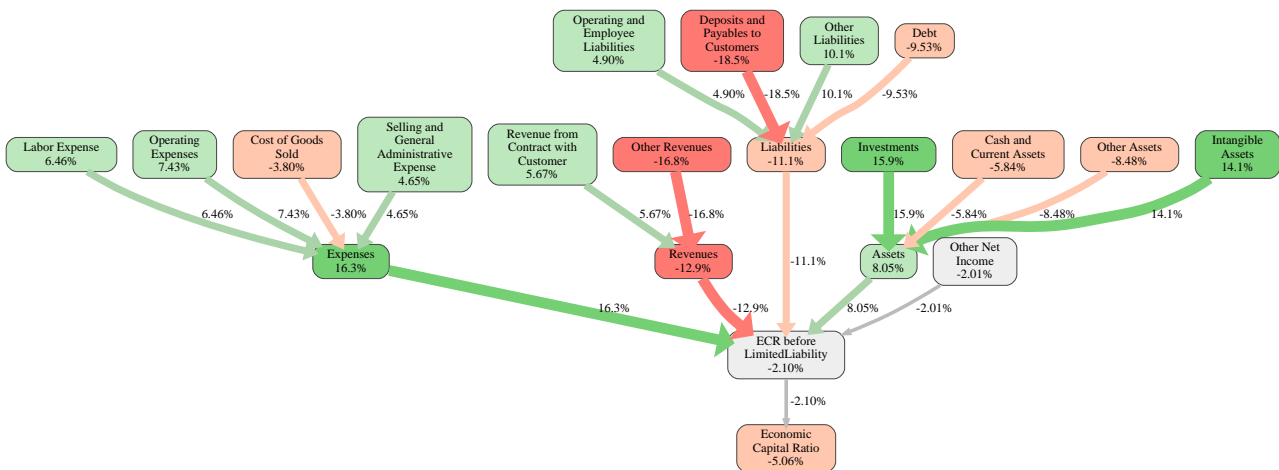 Operating and
Employee
Liabilities
4.90%
Deposits and
Payables to
Customers
-18.5%
Other
Liabilities
10.1%
Debt
-9.53%
4.90%
-18.5%
10.1%
-9.53%
Labor Expense
6.46%
Operating
Expenses
7.43%
Cost of Goods
Sold
-3.80%
Selling and
General
Administrative
Expense
4.65%
Revenue from
Contract with
Customer
5.67%
Other Revenues
-16.8%
Liabilities
-11.1%
Investments
15.9%
Cash and
Current Assets
-5.84%
Other Assets
-8.48%
Intangible
Assets
14.1%
6.46%
7.43%
-3.80%
4.65%
5.67%
-16.8%
15.9%
-5.84%
-8.48%
14.1%
Expenses
16.3%
Revenues
-12.9%
-11.1%
Assets
8.05%
Other Net
Income
-2.01%
16.3%
-12.9%
8.05%
-2.01%
ECR before
LimitedLiability
-2.10%
-2.10%
Economic
Capital Ratio
-5.06%